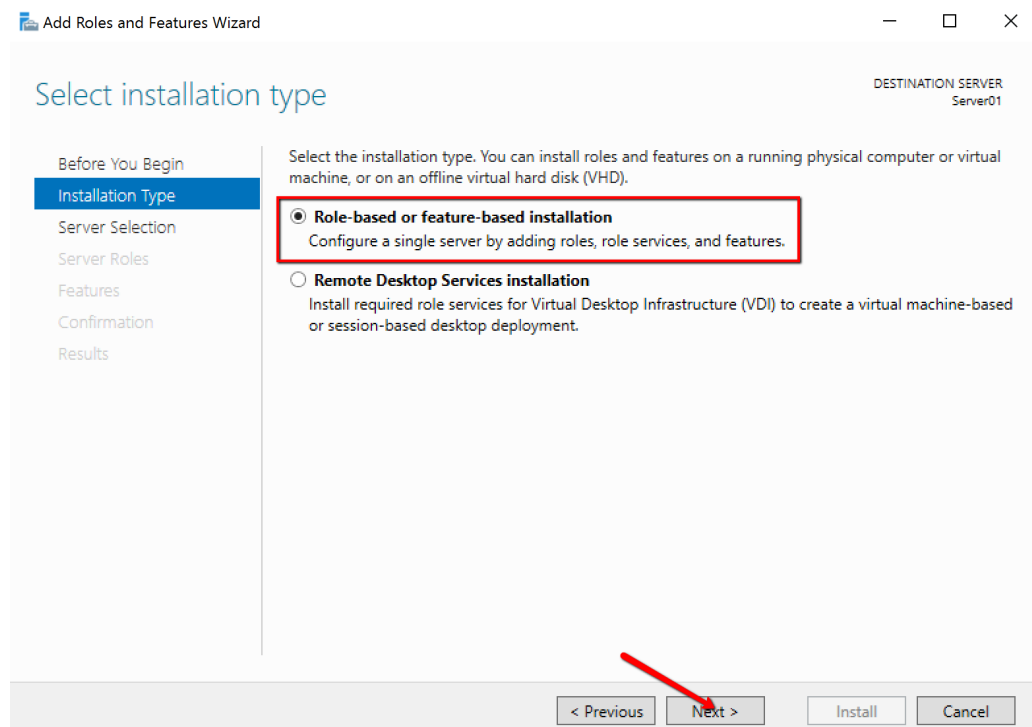 Add Roles and Features Wizard
Select installation type
DESTINATION SERVER
Server01
Before You Begin
Installation Type
Server Selection
Server Roles
Features
Confirmation
Results
Select the installation type. You can install roles and features on a running physical computer or virtual
machine, or on an offline virtual hard disk (VHD).
Role-based or feature-based installation
Configure a single server by adding roles, role services, and features.
Remote Desktop Services installation
Install required role services for Virtual Desktop Infrastructure (VDI) to create a virtual machine-based
or session-based desktop deployment.
< Previous
Next >
Install
Cancel